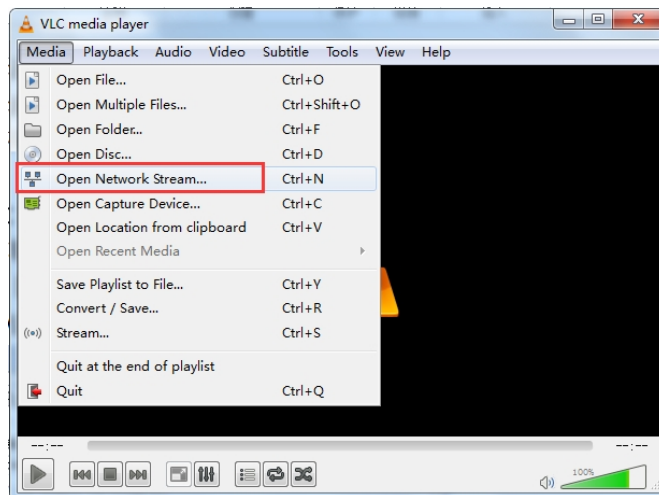 VLC media player
Media Playback Audio Video Subtitle Tools View Help
Open File... Ctrl+O
Open Multiple Files... Ctrl+Shift+O
Open Folder... Ctrl+F
Open Disc... Ctrl+D
Open Network Stream... Ctrl+N
Open Capture Device... Ctrl+C
Open Location from clipboard Ctrl+V
Open Recent Media
Save Playlist to File... Ctrl+Y
Convert / Save... Ctrl+R
Stream... Ctrl+S
Quit at the end of playlist
Quit Ctrl+Q
--:-- --:--
100%